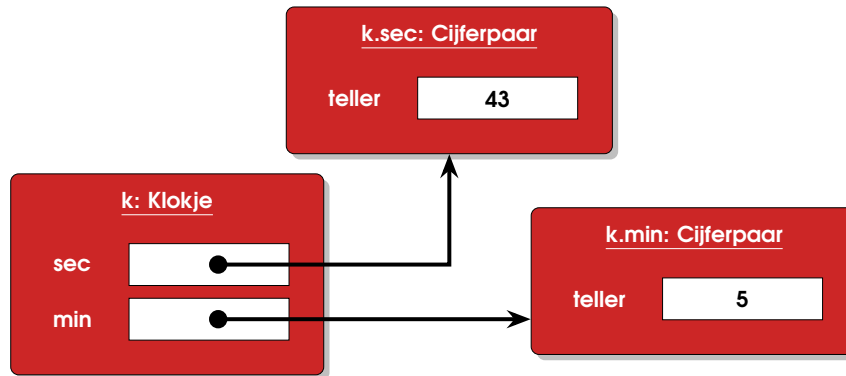 k.sec: Cijferpaar
teller 43
k: Klokje
sec
min
k.min: Cijferpaar
teller 5